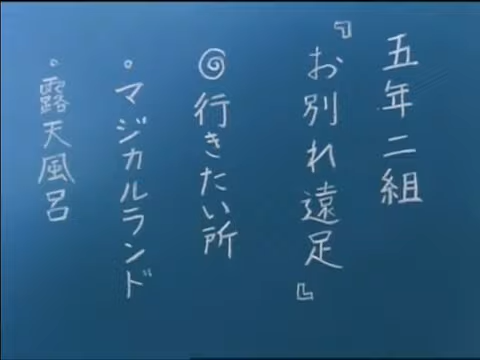 五年二組
『お別れ遠足』
◎行きたい所
・マジカルランド
・露天風呂